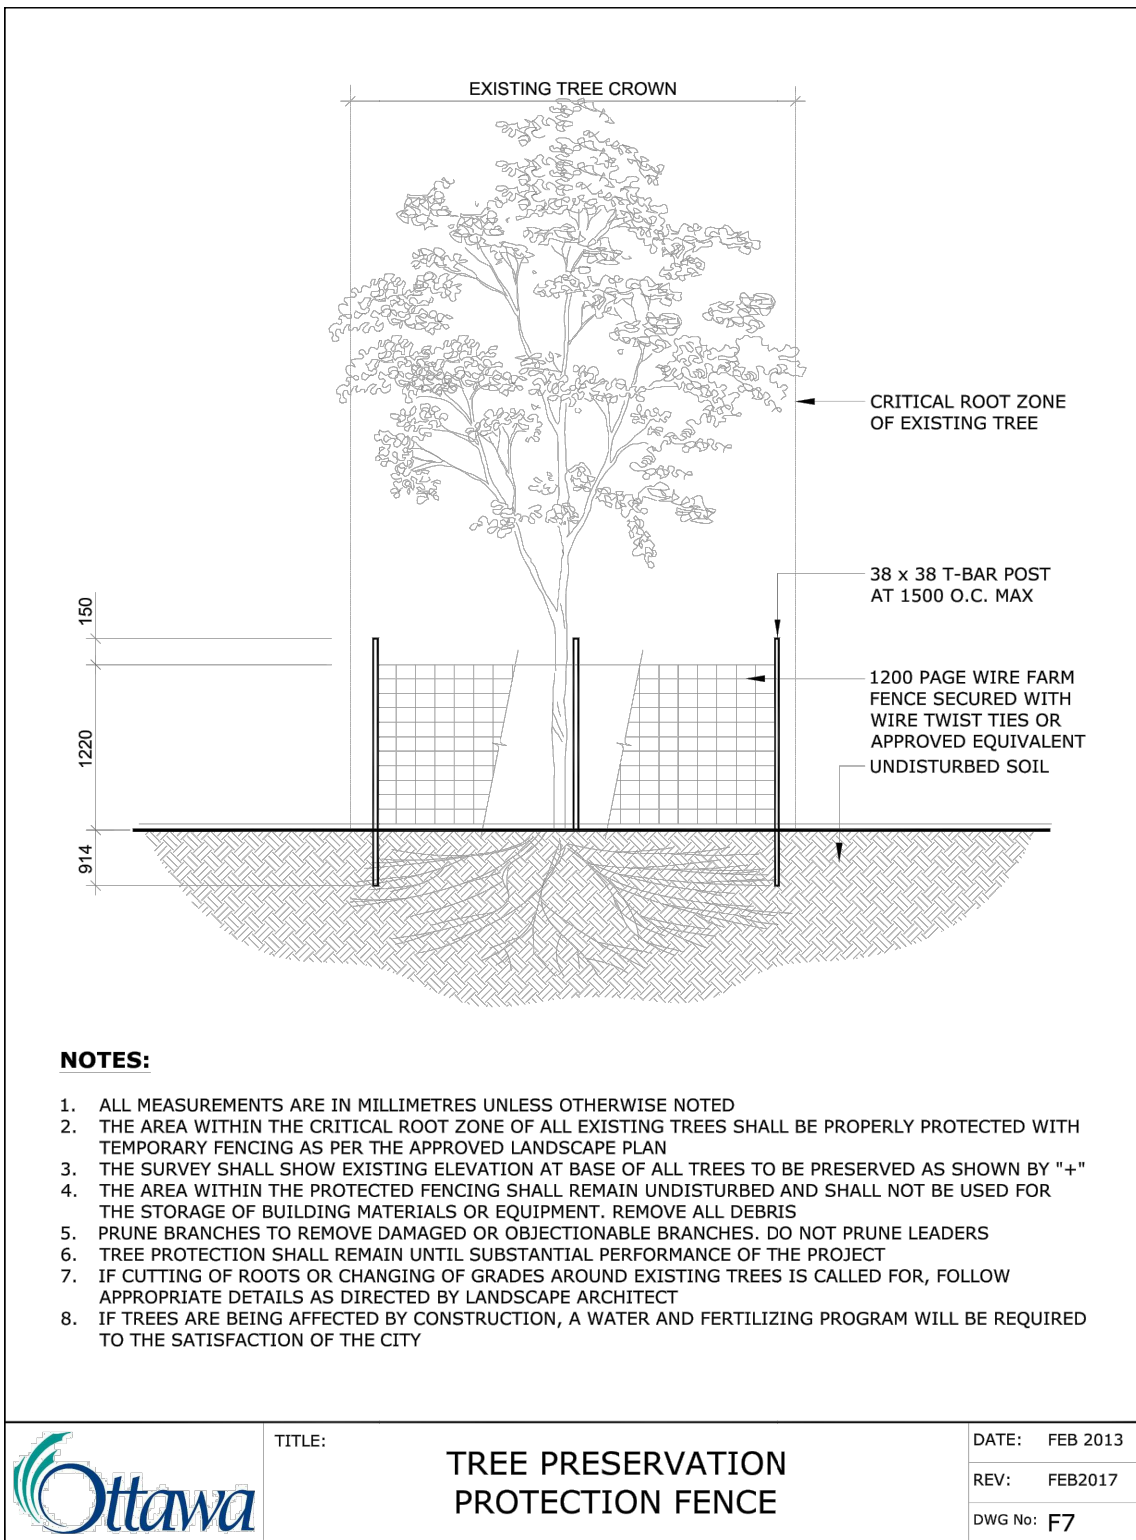 EXISTING TREE CROWN
CRITICAL ROOT ZONE
OF EXISTING TREE
38 x 38 T-BAR POST
AT 1500 O.C. MAX
150
1200 PAGE WIRE FARM
FENCE SECURED WITH
WIRE TWIST TIES OR
APPROVED EQUIVALENT
1220
UNDISTURBED SOIL
914
NOTES:
1. ALL MEASUREMENTS ARE IN MILLIMETRES UNLESS OTHERWISE NOTED
2. THE AREA WITHIN THE CRITICAL ROOT ZONE OF ALL EXISTING TREES SHALL BE PROPERLY PROTECTED WITH
TEMPORARY FENCING AS PER THE APPROVED LANDSCAPE PLAN
3. THE SURVEY SHALL SHOW EXISTING ELEVATION AT BASE OF ALL TREES TO BE PRESERVED AS SHOWN BY "+"
4. THE AREA WITHIN THE PROTECTED FENCING SHALL REMAIN UNDISTURBED AND SHALL NOT BE USED FOR
THE STORAGE OF BUILDING MATERIALS OR EQUIPMENT. REMOVE ALL DEBRIS
5. PRUNE BRANCHES TO REMOVE DAMAGED OR OBJECTIONABLE BRANCHES. DO NOT PRUNE LEADERS
6. TREE PROTECTION SHALL REMAIN UNTIL SUBSTANTIAL PERFORMANCE OF THE PROJECT
7. IF CUTTING OF ROOTS OR CHANGING OF GRADES AROUND EXISTING TREES IS CALLED FOR, FOLLOW
APPROPRIATE DETAILS AS DIRECTED BY LANDSCAPE ARCHITECT
8. IF TREES ARE BEING AFFECTED BY CONSTRUCTION, A WATER AND FERTILIZING PROGRAM WILL BE REQUIRED
TO THE SATISFACTION OF THE CITY
Ottawa
TITLE:
TREE PRESERVATION
PROTECTION FENCE
DATE: FEB 2013
REV: FEB2017
DWG No: F7